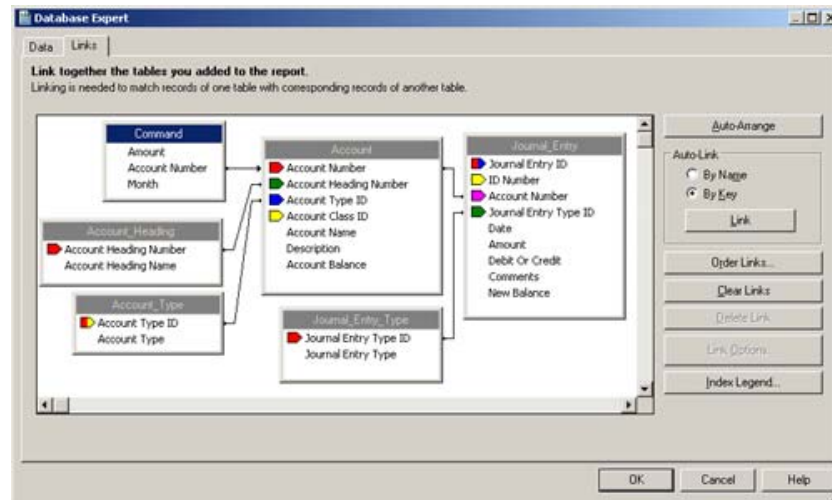 Database Expert
Data
Links
Link together the tables you added to the report.
Linking is needed to match records of one table with corresponding records of another table.
Command
Amount
Account Number
Month
Account_Heading
Account Heading Number
Account Heading Name
Account_Type
Account Type ID
Account Type
Account
Account Number
Account Heading Number
Account Type ID
Account Class ID
Account Name
Description
Account Balance
Journal_Entry_Type
Journal Entry Type ID
Journal Entry Type
Journal_Entry
Journal Entry ID
ID Number
Account Number
Journal Entry Type ID
Date
Amount
Debit Or Credit
Comments
New Balance
Auto-Arrange
Auto-Link
By Name
By Key
Link
Order Links...
Clear Links
Delete Link
Link Options...
Index Legend...
OK
Cancel
Help